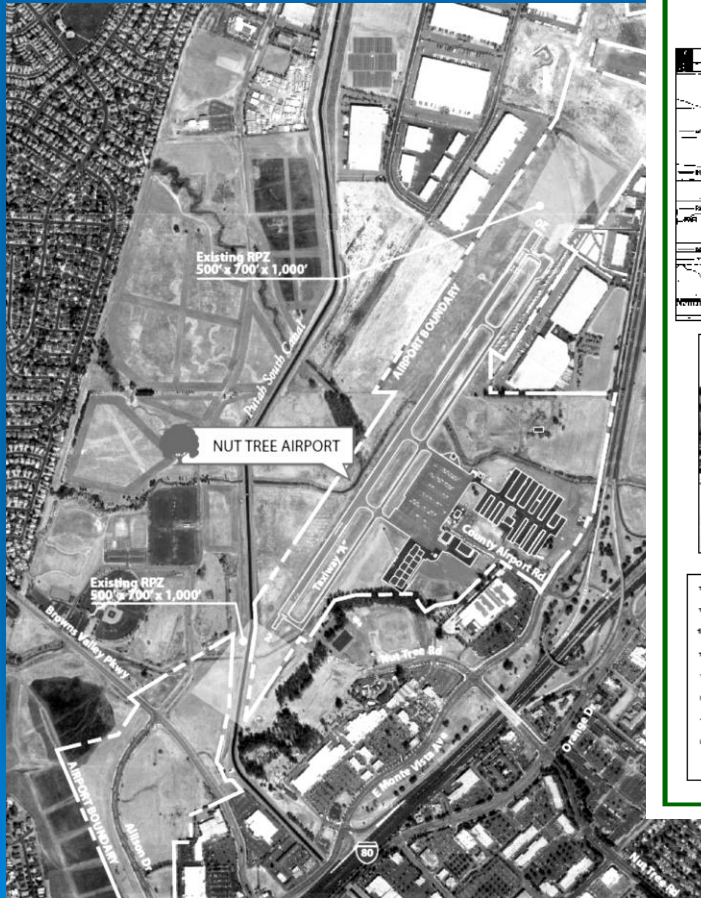 Existing RPZ
500' x 700' x 1,000'
AIRPORT BOUNDARY
Putah South Canal
NUT TREE AIRPORT
Taxiway "A"
County Airport Rd
Existing RPZ
500' x 700' x 1,000'
Browns Valley Pkwy
Nut Tree Rd
Orange Dr
E Monte Vista Ave
AIRPORT BOUNDARY
Allison Dr
80
Nut Tree Rd